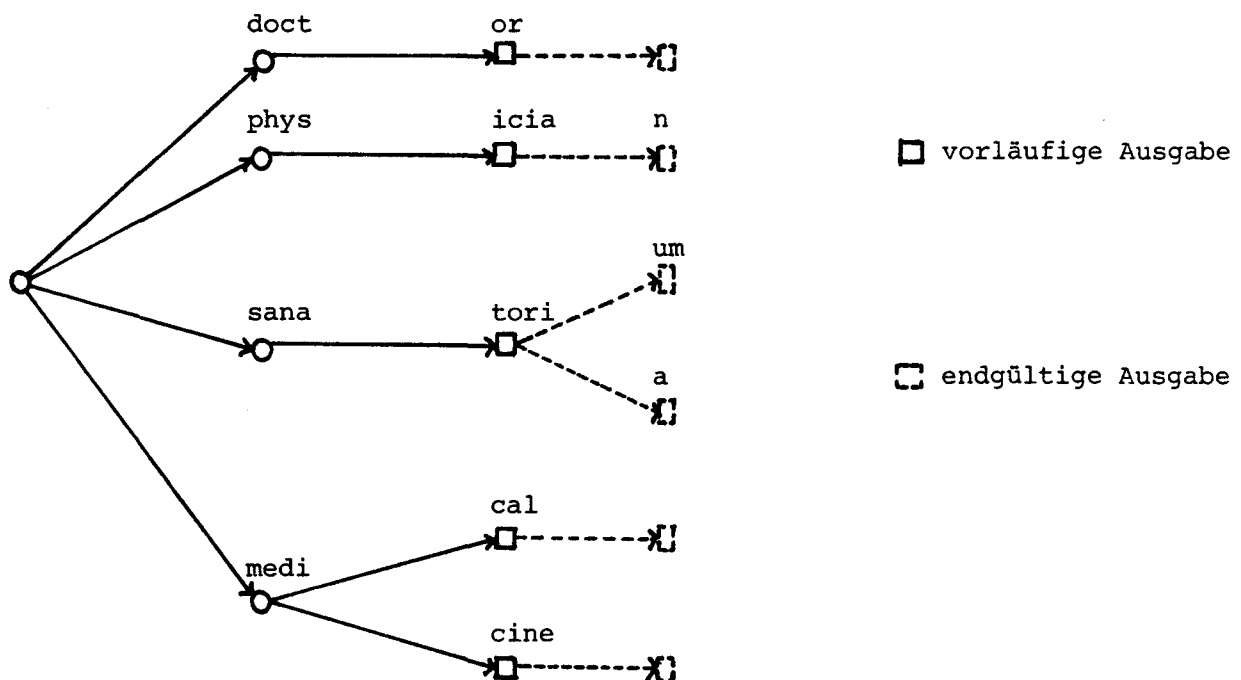 doct or
phys icia n
vorläufige Ausgabe
um
sana tori
a
endgültige Ausgabe
cal
medi
cine